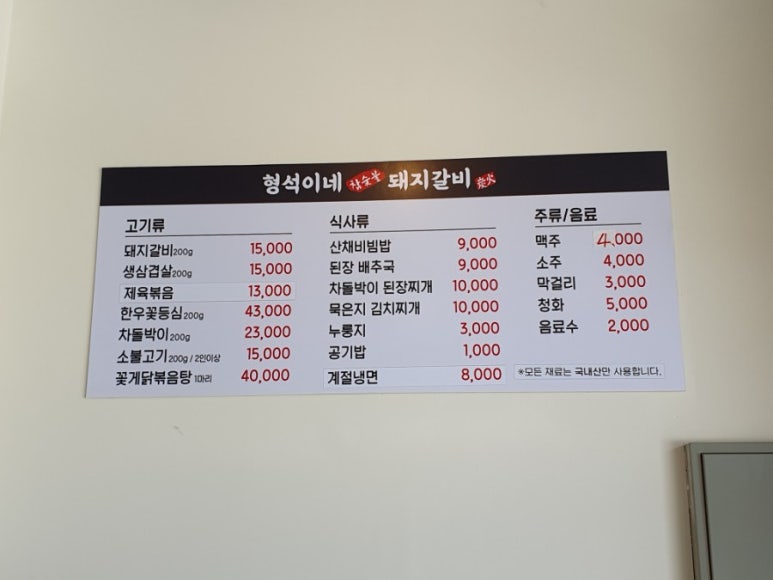 형석이네 참숯불 돼지갈비 炭火
고기류
돼지갈비200g 15,000
생삼겹살200g 15,000
제육볶음 13,000
한우꽃등심200g 43,000
차돌박이200g 23,000
소불고기200g / 2인이상 15,000
꽃게닭볶음탕 1마리 40,000
식사류
산채비빔밥 9,000
된장 배추국 9,000
차돌박이 된장찌개 10,000
묵은지 김치찌개 10,000
누룽지 3,000
공기밥 1,000
계절냉면 8,000
주류/음료
맥주 4,000
소주 4,000
막걸리 3,000
청화 5,000
음료수 2,000
*모든 재료는 국내산만 사용합니다.